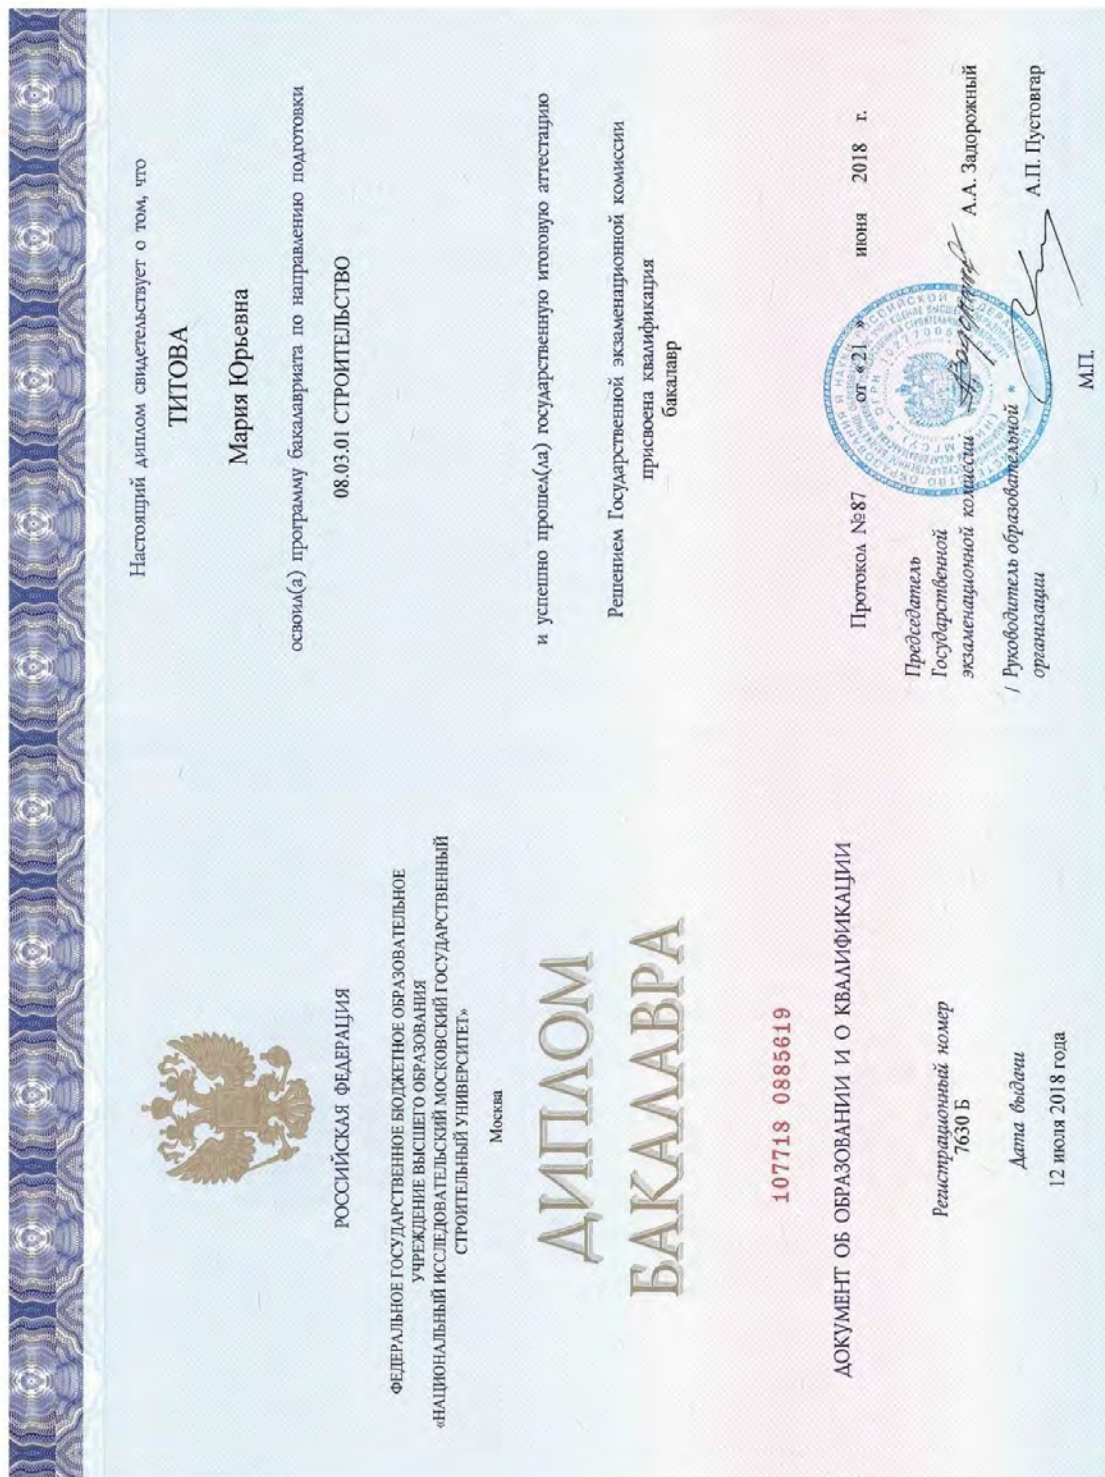 РОССИЙСКАЯ ФЕДЕРАЦИЯ
ФЕДЕРАЛЬНОЕ ГОСУДАРСТВЕННОЕ БЮДЖЕТНОЕ ОБРАЗОВАТЕЛЬНОЕ
УЧРЕЖДЕНИЕ ВЫСШЕГО ОБРАЗОВАНИЯ
«НАЦИОНАЛЬНЫЙ ИССЛЕДОВАТЕЛЬСКИЙ МОСКОВСКИЙ ГОСУДАРСТВЕННЫЙ
СТРОИТЕЛЬНЫЙ УНИВЕРСИТЕТ»
Москва
ДИПЛОМ
БАКАЛАВРА
107718 0885619
ДОКУМЕНТ ОБ ОБРАЗОВАНИИ И О КВАЛИФИКАЦИИ
Регистрационный номер
7630 Б
Дата выдачи
12 июля 2018 года
Настоящий диплом свидетельствует о том, что
ТИТОВА
Мария Юрьевна
освоил(а) программу бакалавриата по направлению подготовки
08.03.01 СТРОИТЕЛЬСТВО
и успешно прошел(ла) государственную итоговую аттестацию
Решением Государственной экзаменационной комиссии
присвоена квалификация
бакалавр
Протокол №87 от «21 » июня 2018 г.
Председатель
Государственной
экзаменационной комиссии А.А. Задорожный
/ Руководитель образовательной
организации А.П. Пустовгар
М.П.